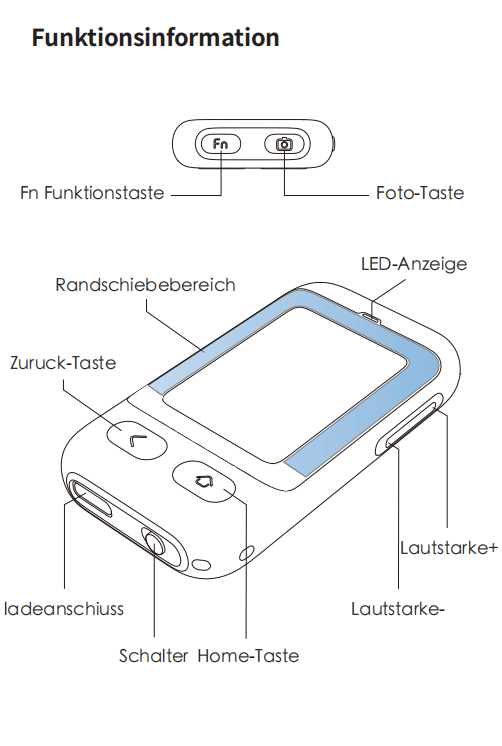 Funktionsinformation
Fn
Fn Funktionstaste
Foto-Taste
LED-Anzeige
Randschiebebereich
Zuruck-Taste
Lautstarke+
ladeanschiuss
Lautstarke-
Schalter Home-Taste